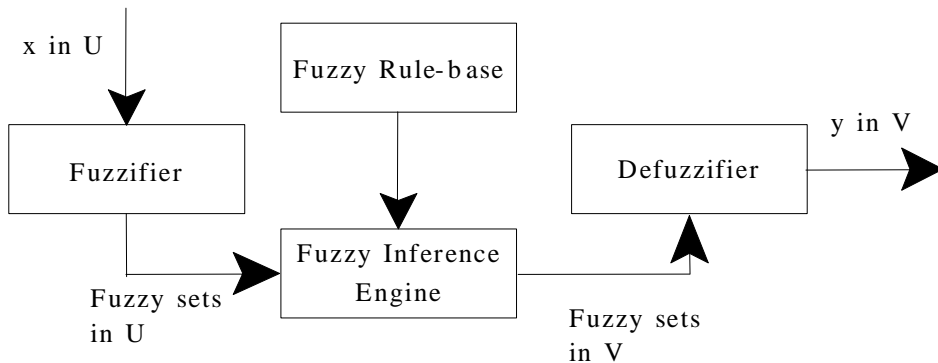 x in U
Fuzzy Rule-base
y in V
Fuzzifier
Defuzzifier
Fuzzy Inference
Engine
Fuzzy sets
in U
Fuzzy sets
in V